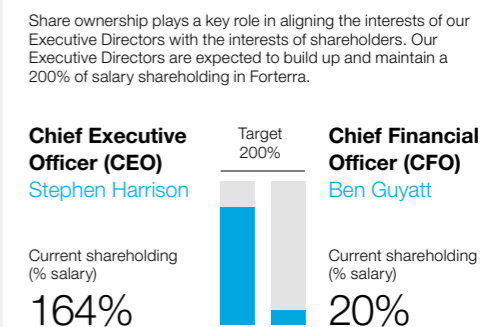 Share ownership plays a key role in aligning the interests of our
Executive Directors with the interests of shareholders. Our
Executive Directors are expected to build up and maintain a
200% of salary shareholding in Forterra.
Chief Executive
Officer (CEO)
Stephen Harrison
Current shareholding
(% salary)
164%
Target
200%
Chief Financial
Officer (CFO)
Ben Guyatt
Current shareholding
(% salary)
20%